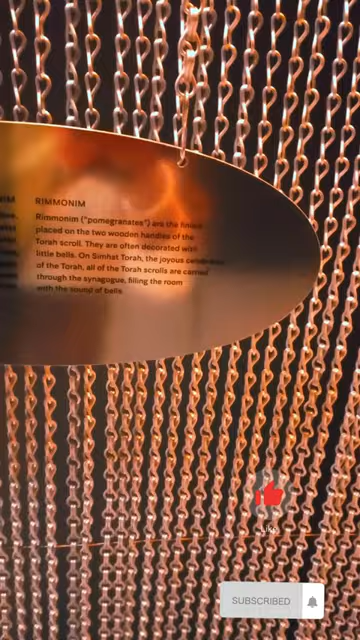 RIMMONIM
Rimmonim ("pomegranates") are the finials
placed on the two wooden handles of the
Torah scroll. They are often decorated with
little bells. On Simhat Torah, the joyous celebration
of the Torah, all of the Torah scrolls are carried
through the synagogue, filling the room
with the sound of bells.
Like
SUBSCRIBED